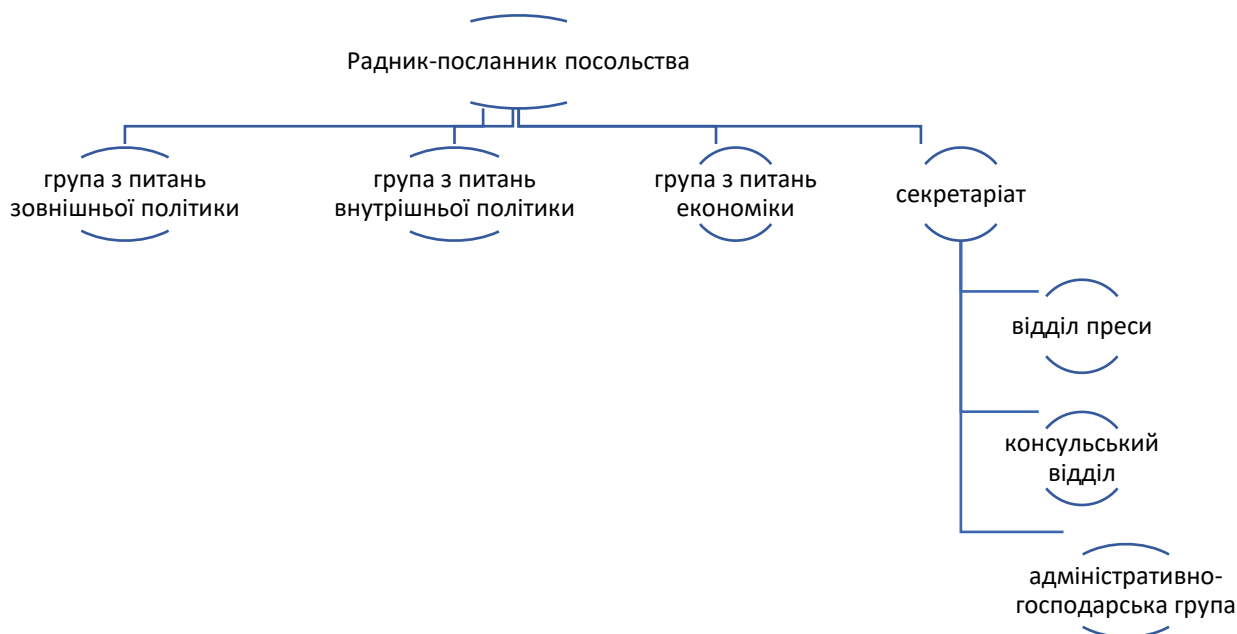 Радник-посланник посольства
група з питань
зовнішньої політики
група з питань
внутрішньої політики
група з питань
економіки
секретаріат
відділ преси
консульський
відділ
адміністративно-
господарська група